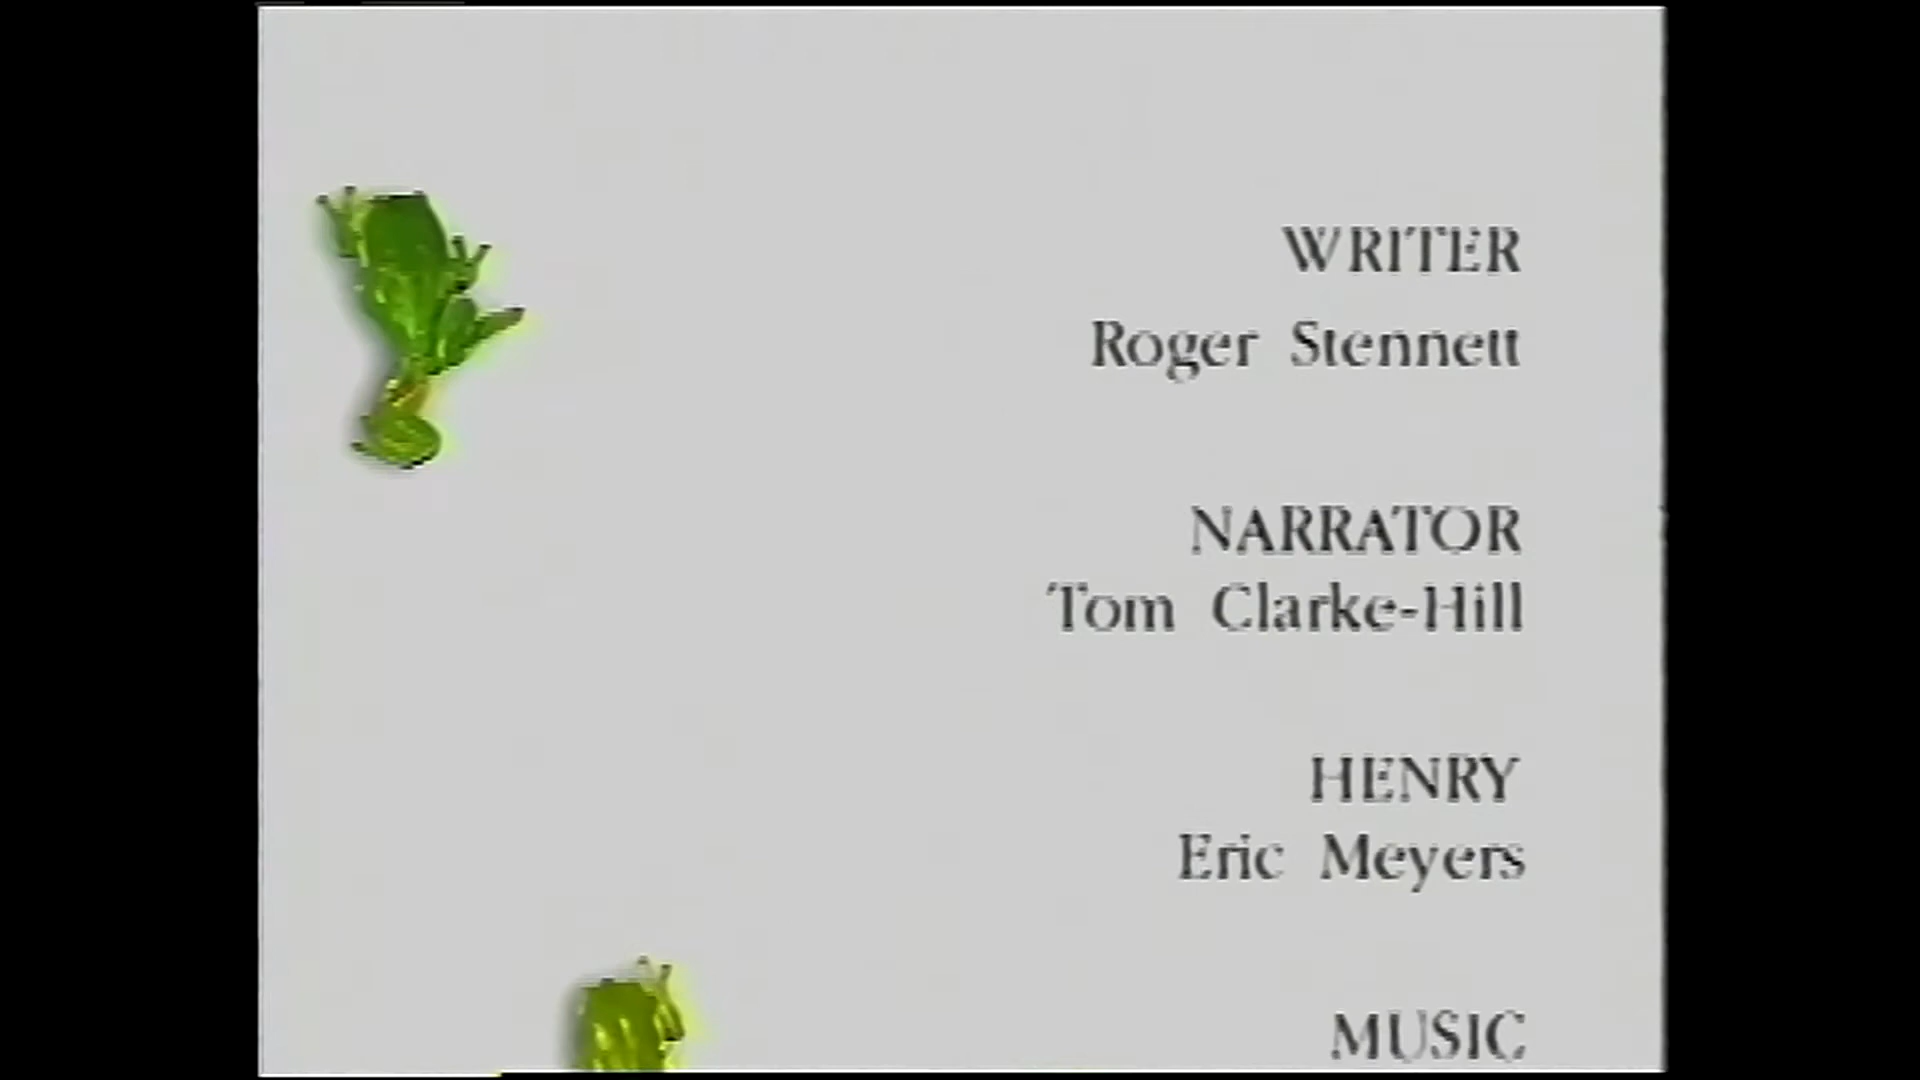 WRITER
Roger Stennett
NARRATOR
Tom Clarke-Hill
HENRY
Eric Meyers
MUSIC